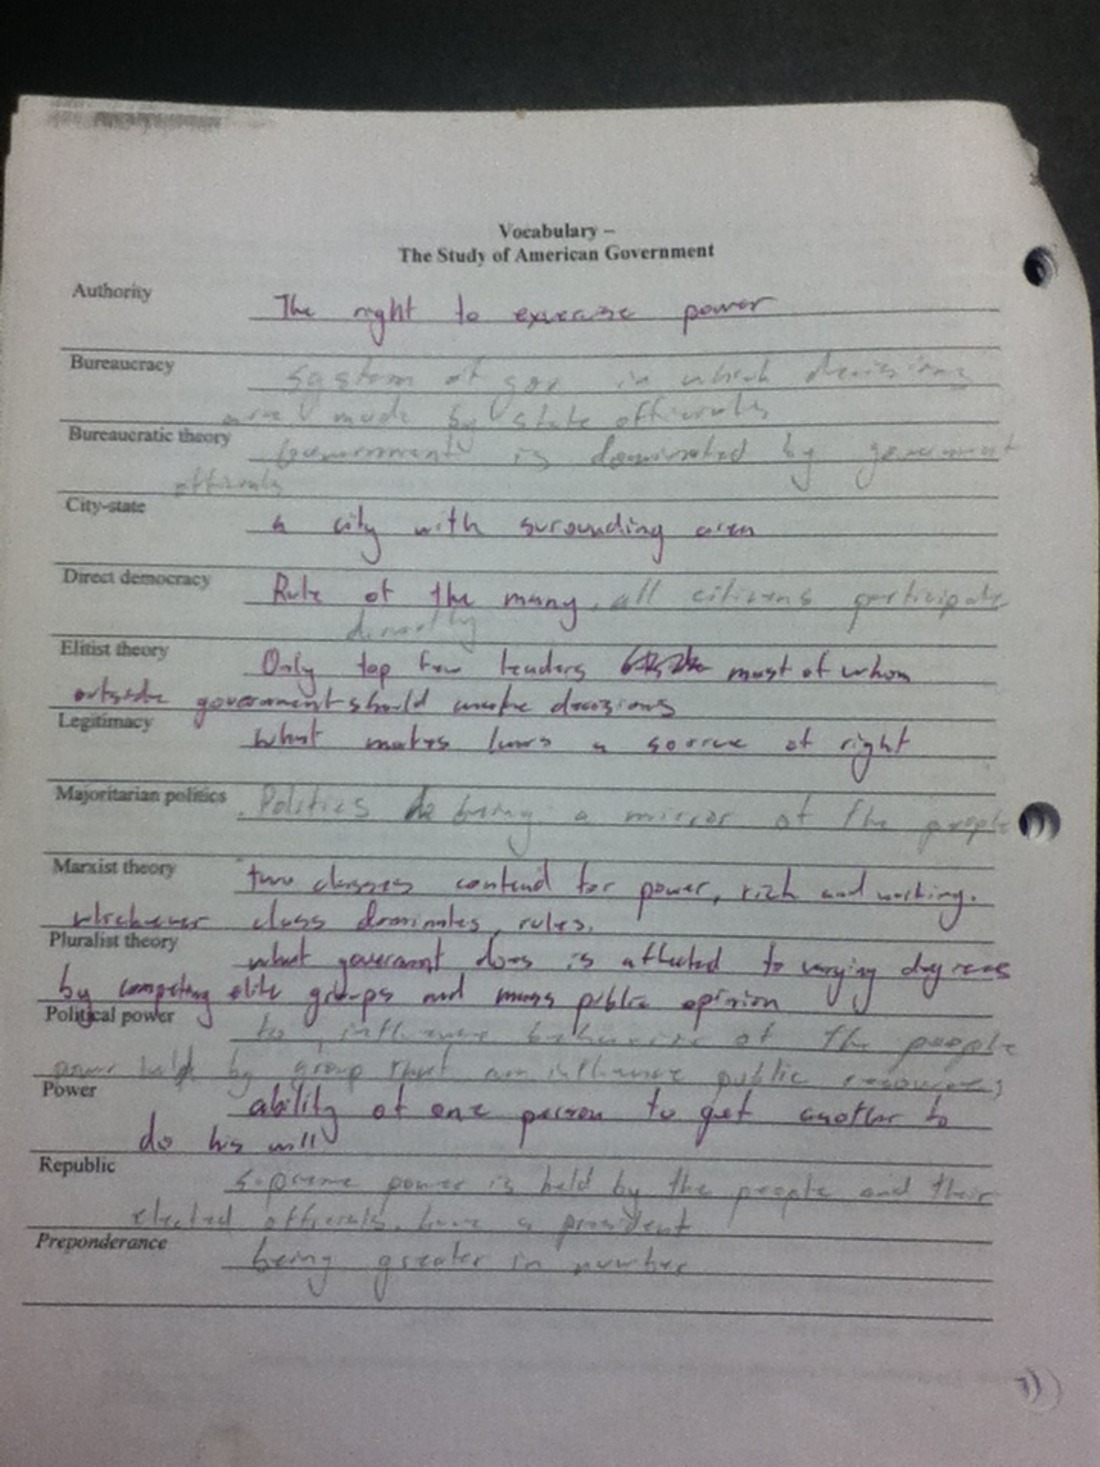 Vocabulary –
The Study of American Government
Authority
The right to exercise power
Bureaucracy
System of gov in which decisions
are made by state officials
Bureaucratic theory
Government is dominated by government
officials
City-state
a city with surounding area
Direct democracy
Rule of the many, all citizens participate
directly
Elitist theory
Only top few leaders most of whom
outside government should make decisions
Legitimacy
What makes laws a source of right
Majoritarian politics
Politics being a mirror of the people
Marxist theory
two classes contend for power, rich and working.
whichever class dominates, rules.
Pluralist theory
what goverment does is affected to varying degrees
by competing elite groups and mass public opinion
Political power
to influence behavior of the people
power held by group that influence public resources
Power
ability of one person to get another to
do his will
Republic
Supreme power is held by the people and their
elected officials. have a president
Preponderance
being greater in number